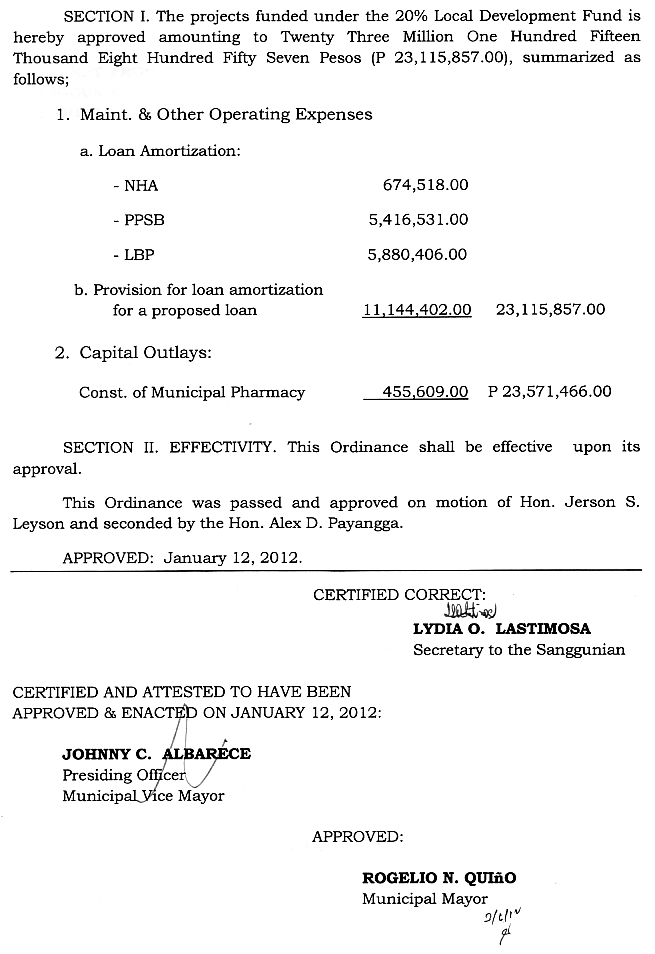 SECTION I. The projects funded under the 20% Local Development Fund is
hereby approved amounting to Twenty Three Million One Hundred Fifteen
Thousand Eight Hundred Fifty Seven Pesos (P 23,115,857.00), summarized as
follows;
1. Maint. & Other Operating Expenses
a. Loan Amortization:
- NHA 674,518.00
- PPSB 5,416,531.00
- LBP 5,880,406.00
b. Provision for loan amortization
for a proposed loan 11,144,402.00 23,115,857.00
2. Capital Outlays:
Const. of Municipal Pharmacy 455,609.00 P 23,571,466.00
SECTION II. EFFECTIVITY. This Ordinance shall be effective upon its
approval.
This Ordinance was passed and approved on motion of Hon. Jerson S.
Leyson and seconded by the Hon. Alex D. Payangga.
APPROVED: January 12, 2012.
CERTIFIED CORRECT:
LYDIA O. LASTIMOSA
Secretary to the Sanggunian
CERTIFIED AND ATTESTED TO HAVE BEEN
APPROVED & ENACTED ON JANUARY 12, 2012:
JOHNNY C. ALBARECE
Presiding Officer
Municipal Vice Mayor
APPROVED:
ROGELIO N. QUIñO
Municipal Mayor